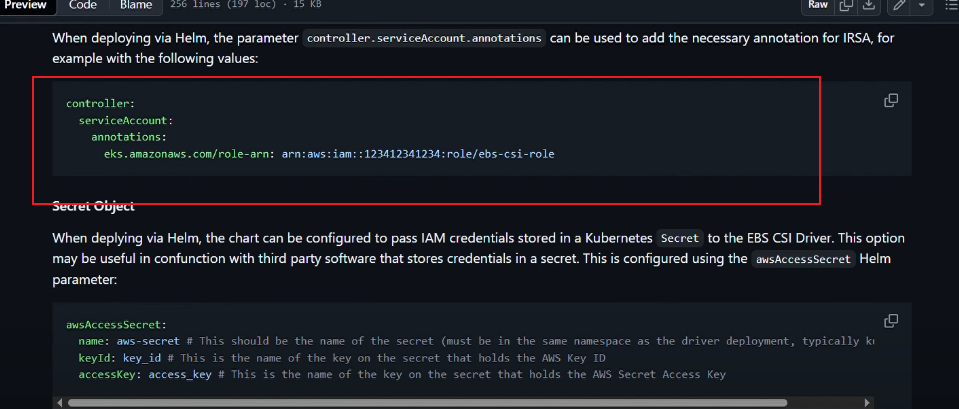 Preview Code Blame 256 lines (197 loc) · 15 KB Raw
When deploying via Helm, the parameter controller.serviceAccount.annotations can be used to add the necessary annotation for IRSA, for
example with the following values:
controller:
serviceAccount:
annotations:
eks.amazonaws.com/role-arn: arn:aws:iam::123412341234:role/ebs-csi-role
Secret Object
When deplying via Helm, the chart can be configured to pass IAM credentials stored in a Kubernetes Secret to the EBS CSI Driver. This option
may be useful in confunction with third party software that stores credentials in a secret. This is configured using the awsAccessSecret Helm
parameter:
awsAccessSecret:
name: aws-secret # This should be the name of the secret (must be in the same namespace as the driver deployment, typically
keyId: key_id # This is the name of the key on the secret that holds the AWS Key ID
accessKey: access_key # This is the name of the key on the secret that holds the AWS Secret Access Key